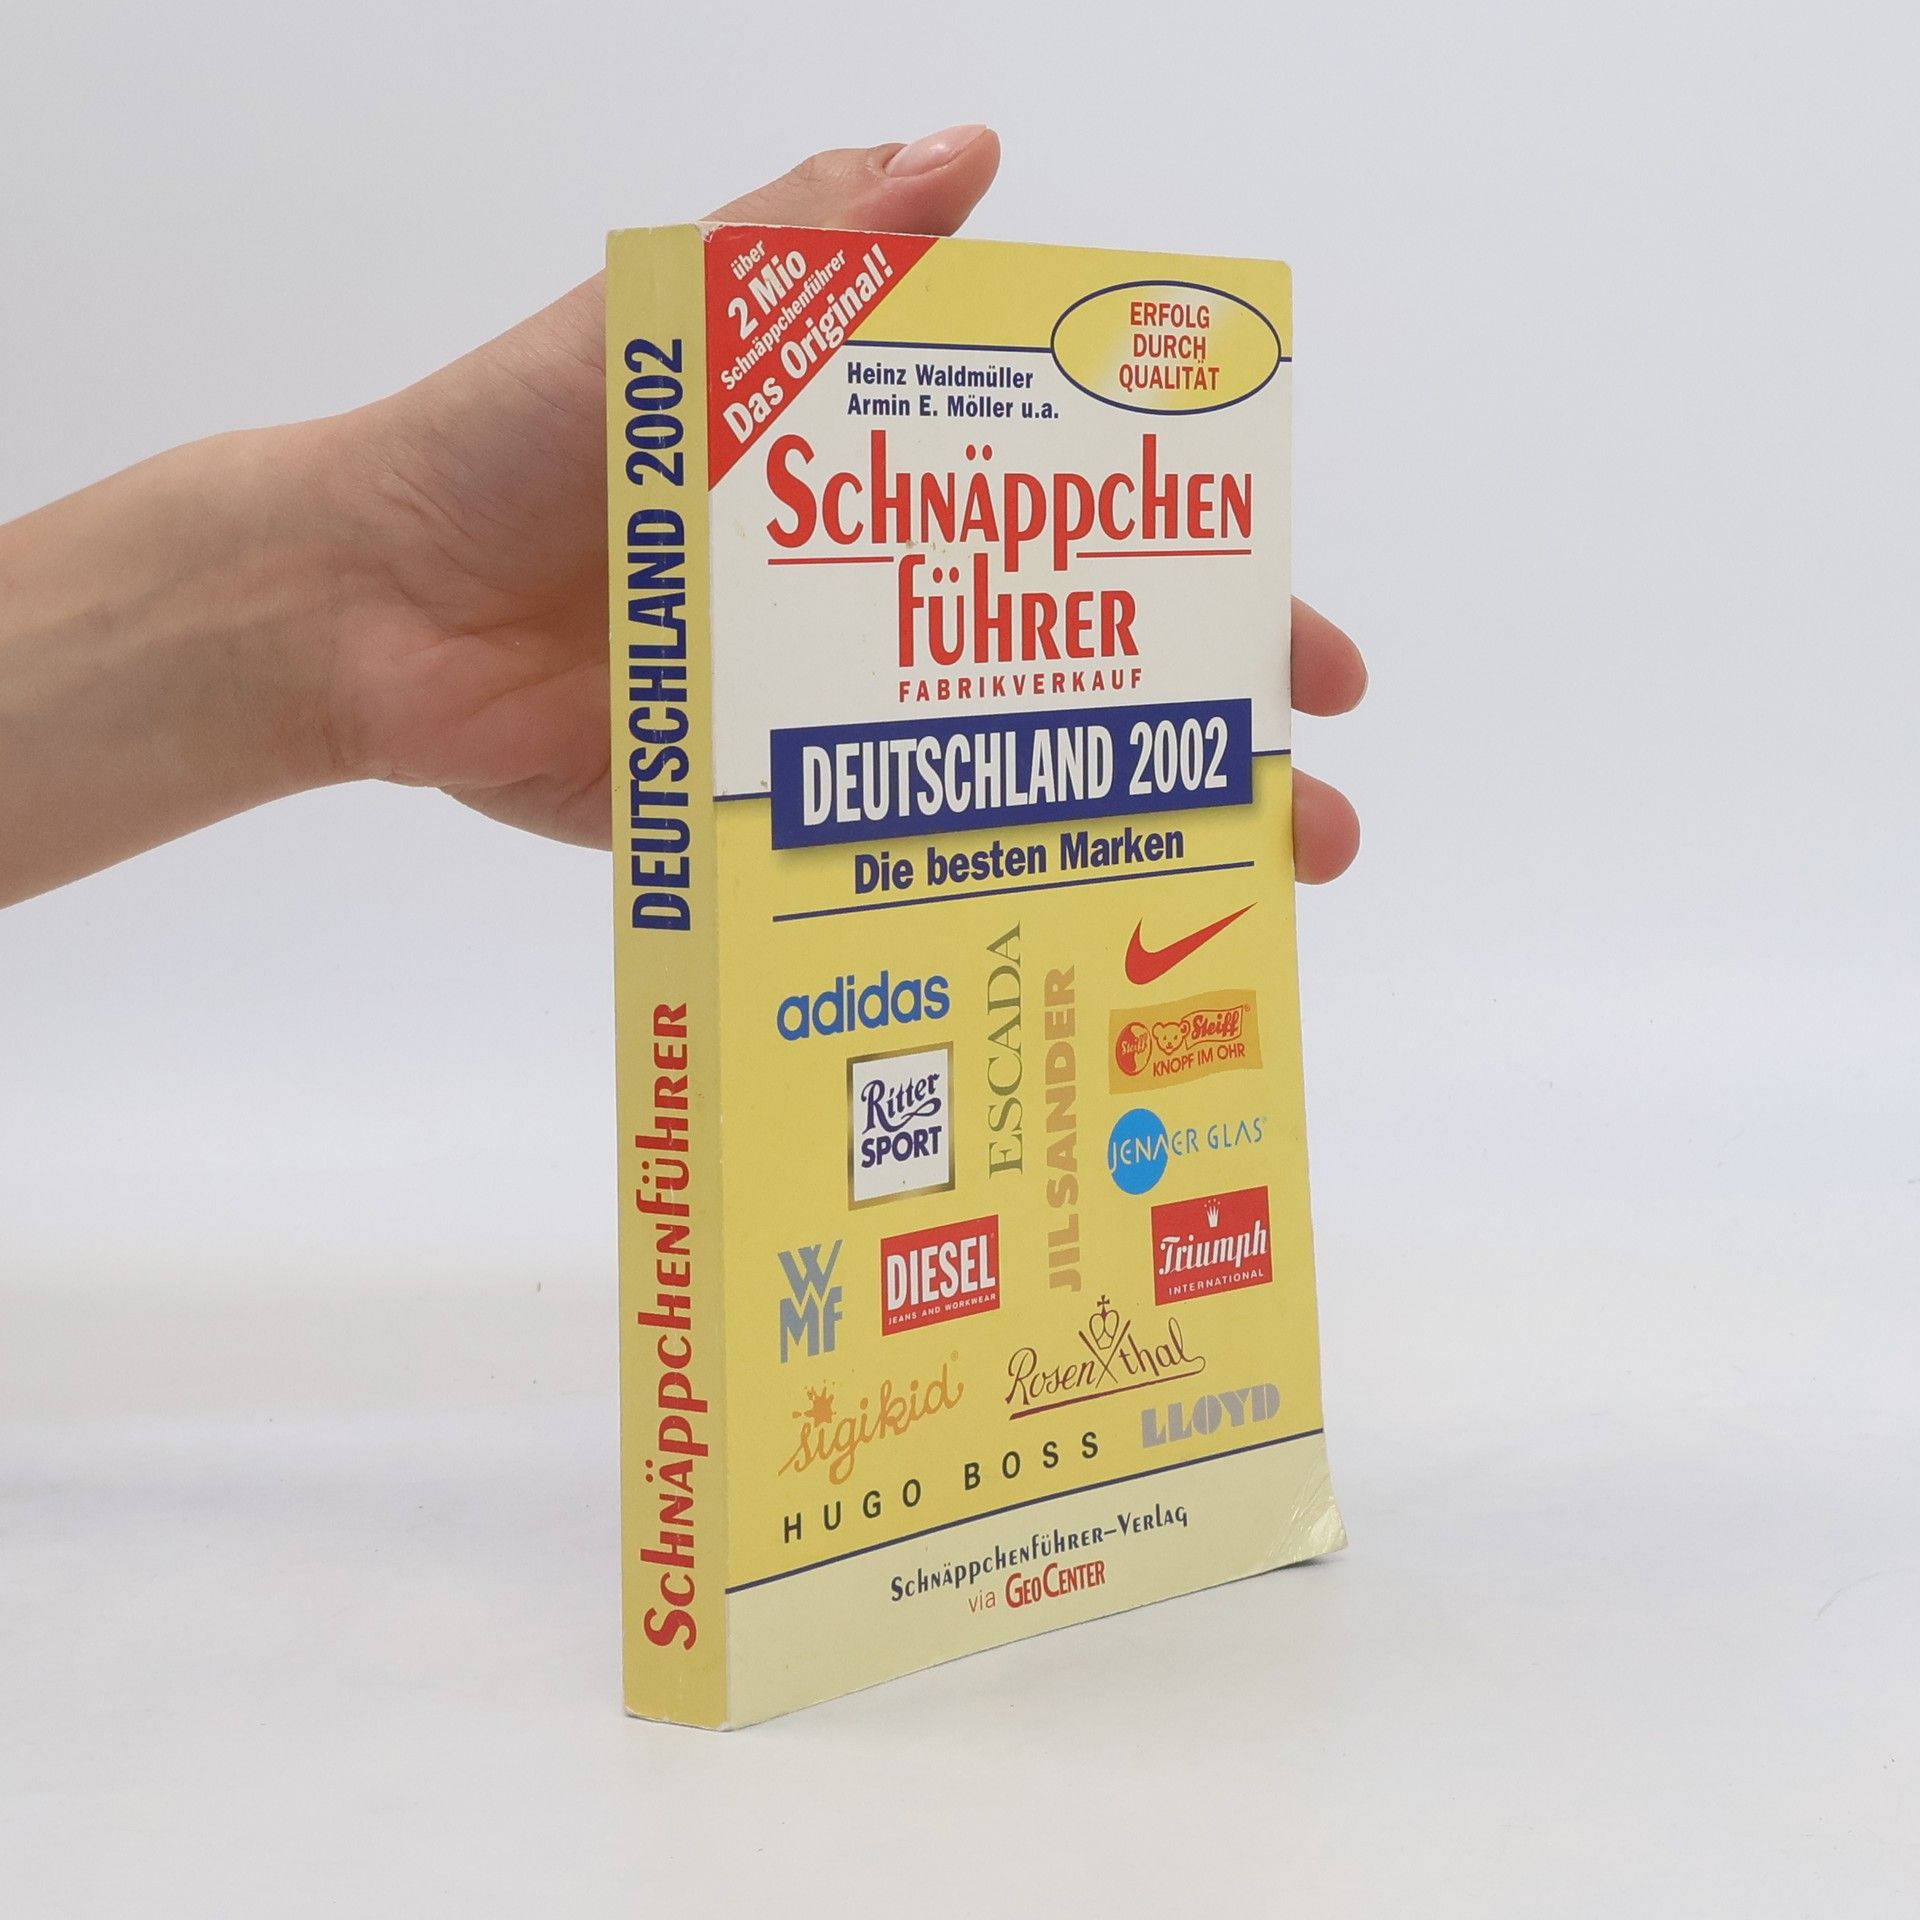 DEUTSCHLAND 2002
SCHNÄPPCHENFÜHRER
über
2 Mio
Schnäppchenführer
Das Original!
ERFOLG
DURCH
QUALITÄT
Heinz Waldmüller
Armin E. Möller u.a.
SCHNÄPPCHEN
FÜHRER
FABRIKVERKAUF
DEUTSCHLAND 2002
Die besten Marken
adidas
ESCADA
JIL SANDER
Steiff
Steiff®
KNOPF IM OHR
Ritter
SPORT
JENAER GLAS®
WMF
DIESEL
JEANS AND WORKWEAR
Triumph
INTERNATIONAL
Rosenthal
sigikid®
LLOYD
HUGO BOSS
SCHNÄPPCHENFÜHRER–VERLAG
via GEOCENTER